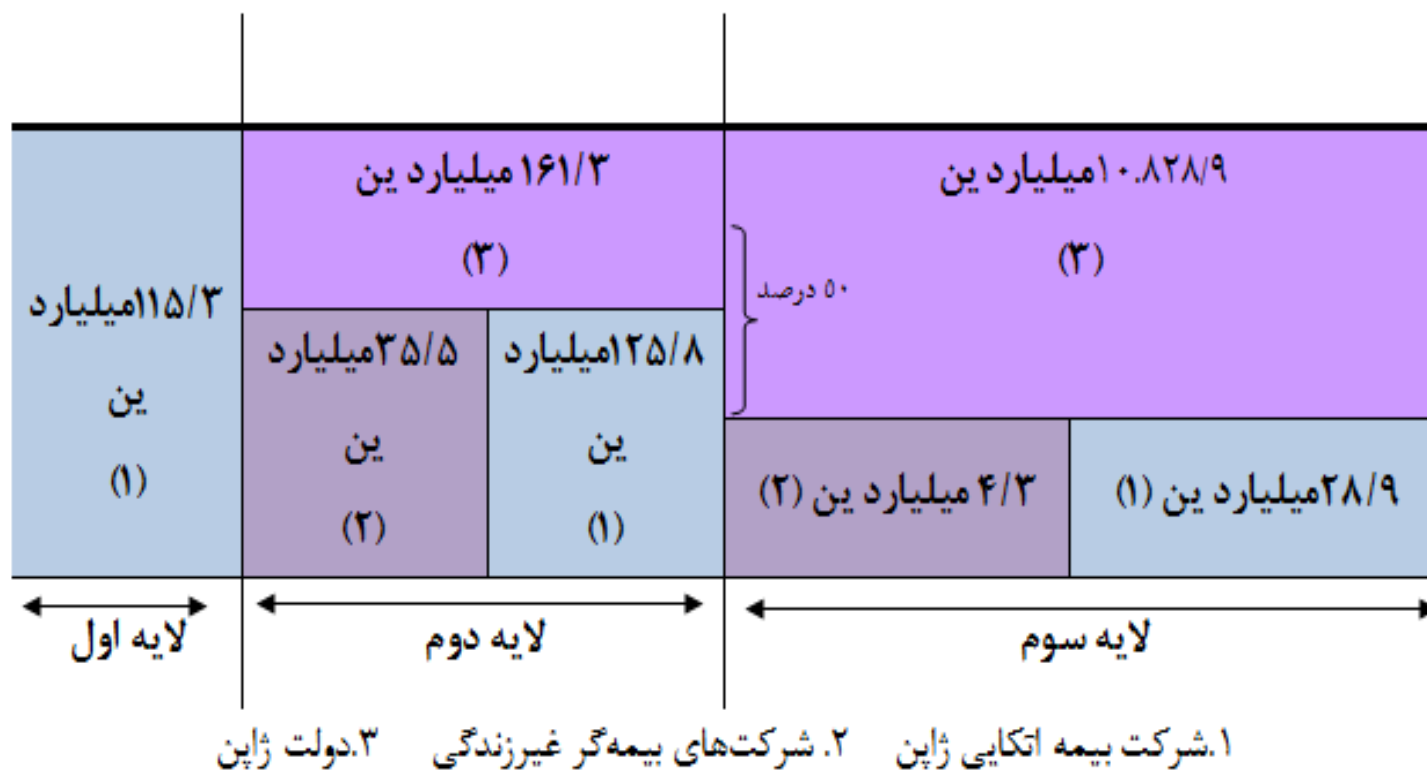 ۱۶۱/۳ میلیارد ین
(۳)
۱۰.۸۲۸/۹میلیارد ین
(۳)
۵۰ درصد
۱۱۵/۳میلیارد
ین
(۱)
۳۵/۵میلیارد
ین
(۲)
۱۲۵/۸میلیارد
ین
(۱)
۴/۳ میلیارد ین (۲)
۲۸/۹میلیارد ین (۱)
لایه اول
لایه دوم
لایه سوم
۱.شرکت بیمه اتکایی ژاپن ۲. شرکت‌های بیمه‌گر غیرزندگی ۳.دولت ژاپن